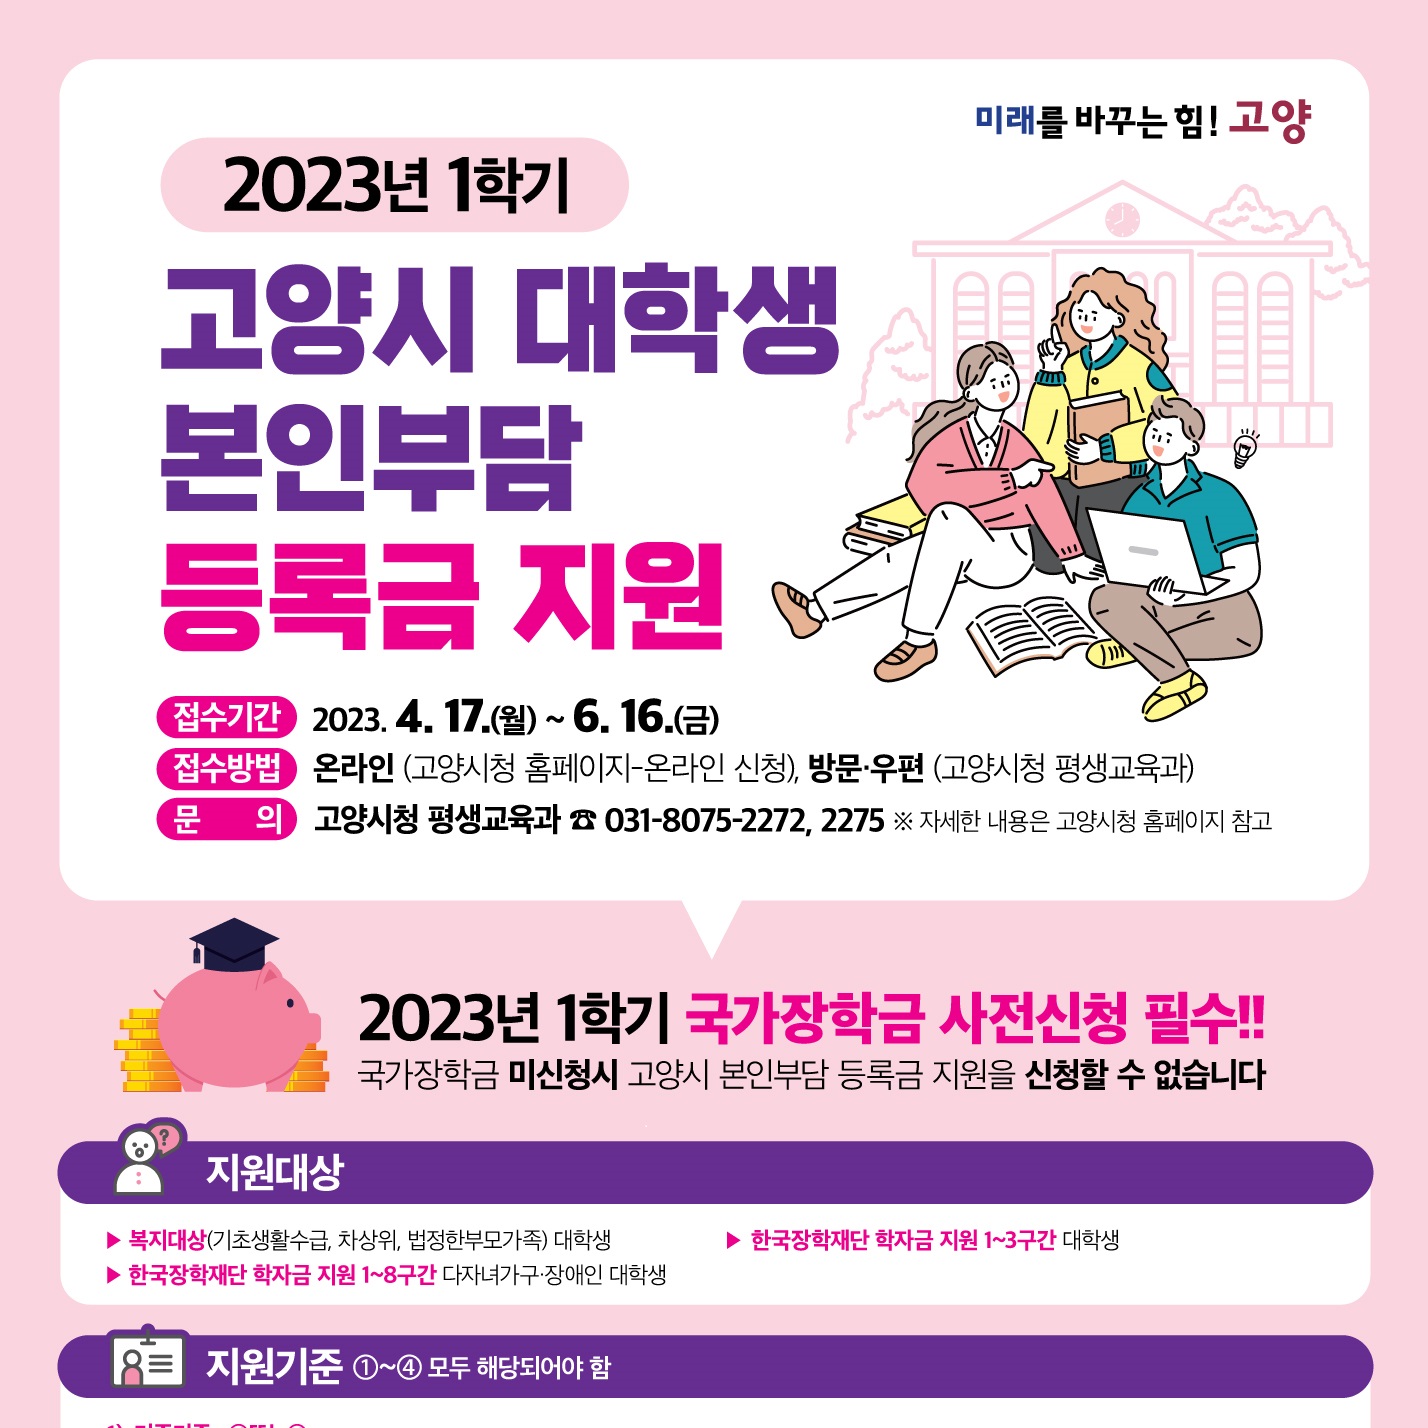 미래를 바꾸는 힘! 고양
2023년 1학기
고양시 대학생
본인부담
등록금 지원
접수기간 2023. 4. 17.(월) ~ 6. 16.(금)
접수방법 온라인 (고양시청 홈페이지-온라인 신청), 방문·우편 (고양시청 평생교육과)
문 의 고양시청 평생교육과 ☎ 031-8075-2272, 2275 ※ 자세한 내용은 고양시청 홈페이지 참고
2023년 1학기 국가장학금 사전신청 필수!!
국가장학금 미신청시 고양시 본인부담 등록금 지원을 신청할 수 없습니다
?
지원대상
▶ 복지대상(기초생활수급, 차상위, 법정한부모가족) 대학생 ▶ 한국장학재단 학자금 지원 1~3구간 대학생
▶ 한국장학재단 학자금 지원 1~8구간 다자녀가구·장애인 대학생
지원기준 ①~④ 모두 해당되어야 함